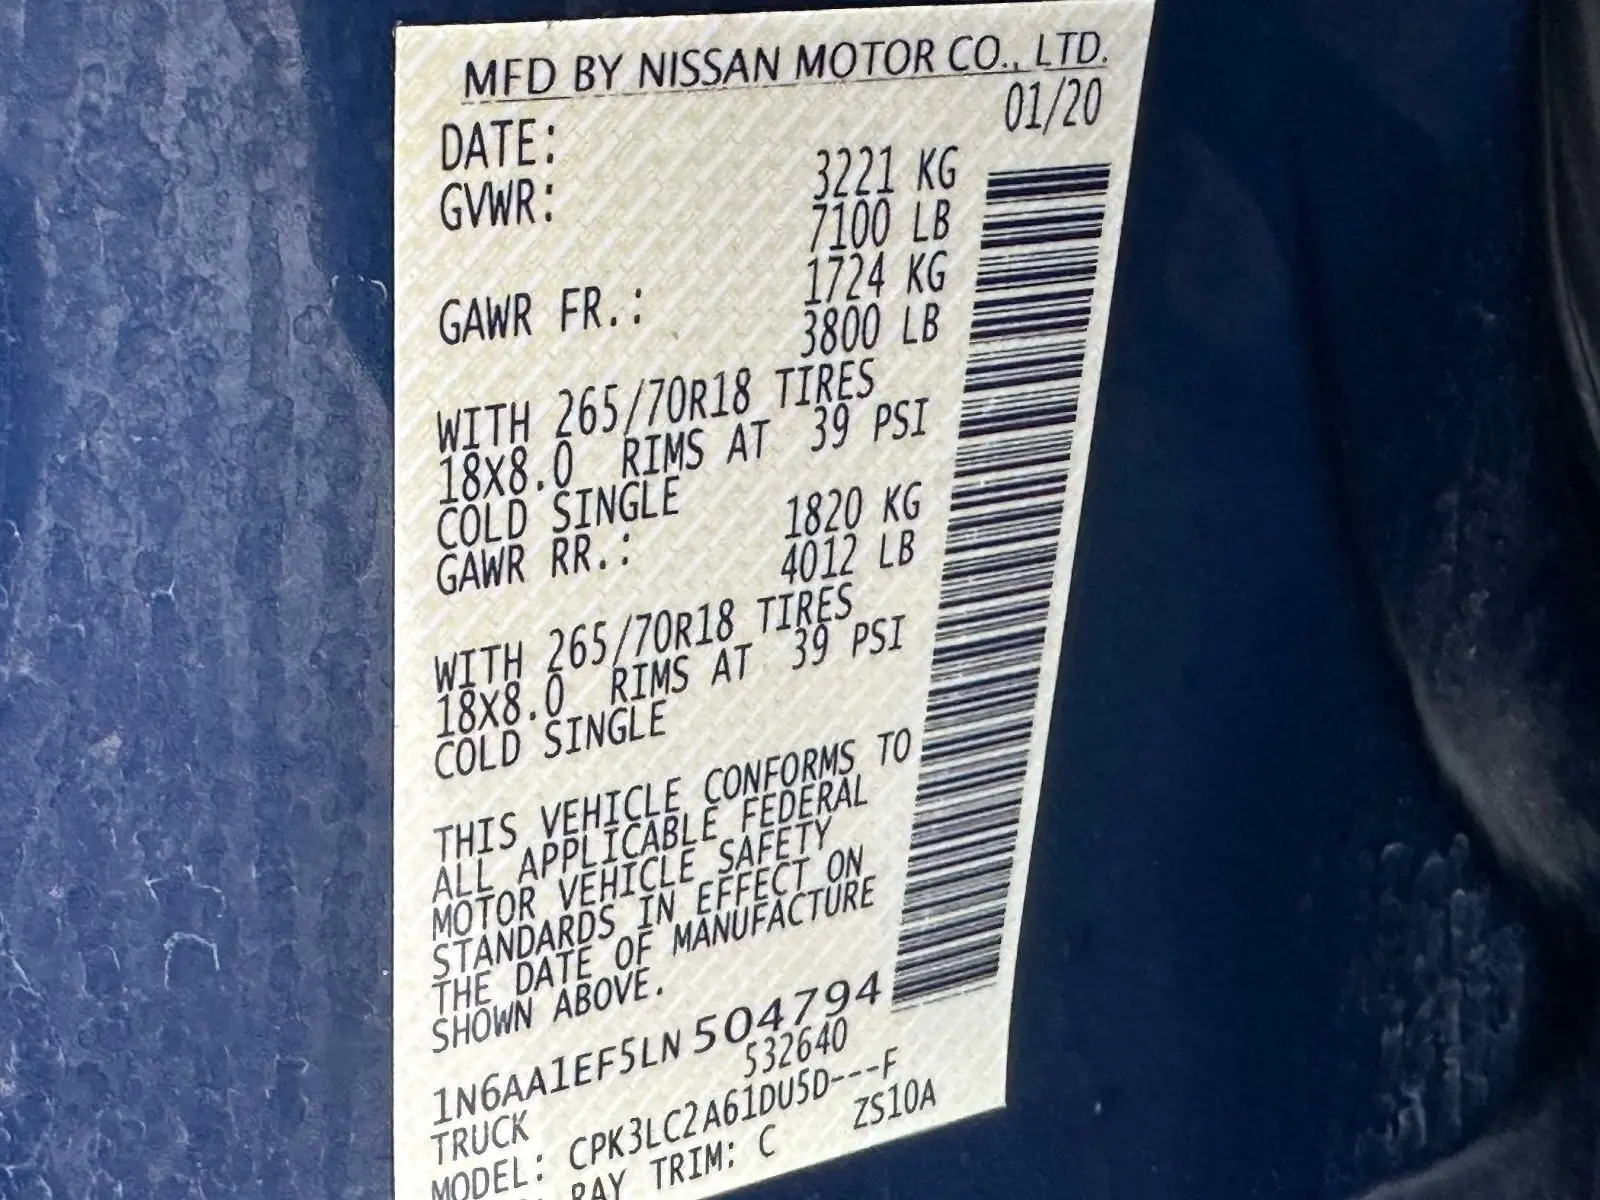 MFD BY NISSAN MOTOR CO., LTD.
DATE: 01/20
GVWR: 3221 KG
7100 LB
GAWR FR.: 1724 KG
3800 LB
WITH 265/70R18 TIRES
18X8.0 RIMS AT 39 PSI
COLD SINGLE
GAWR RR.: 1820 KG
4012 LB
WITH 265/70R18 TIRES
18X8.0 RIMS AT 39 PSI
COLD SINGLE
THIS VEHICLE CONFORMS TO
ALL APPLICABLE FEDERAL
MOTOR VEHICLE SAFETY
STANDARDS IN EFFECT ON
THE DATE OF MANUFACTURE
SHOWN ABOVE.
1N6AA1EF5LN504794
TRUCK 532640
MODEL: CPK3LC2A61DU5D---F
RAY TRIM: C ZS10A